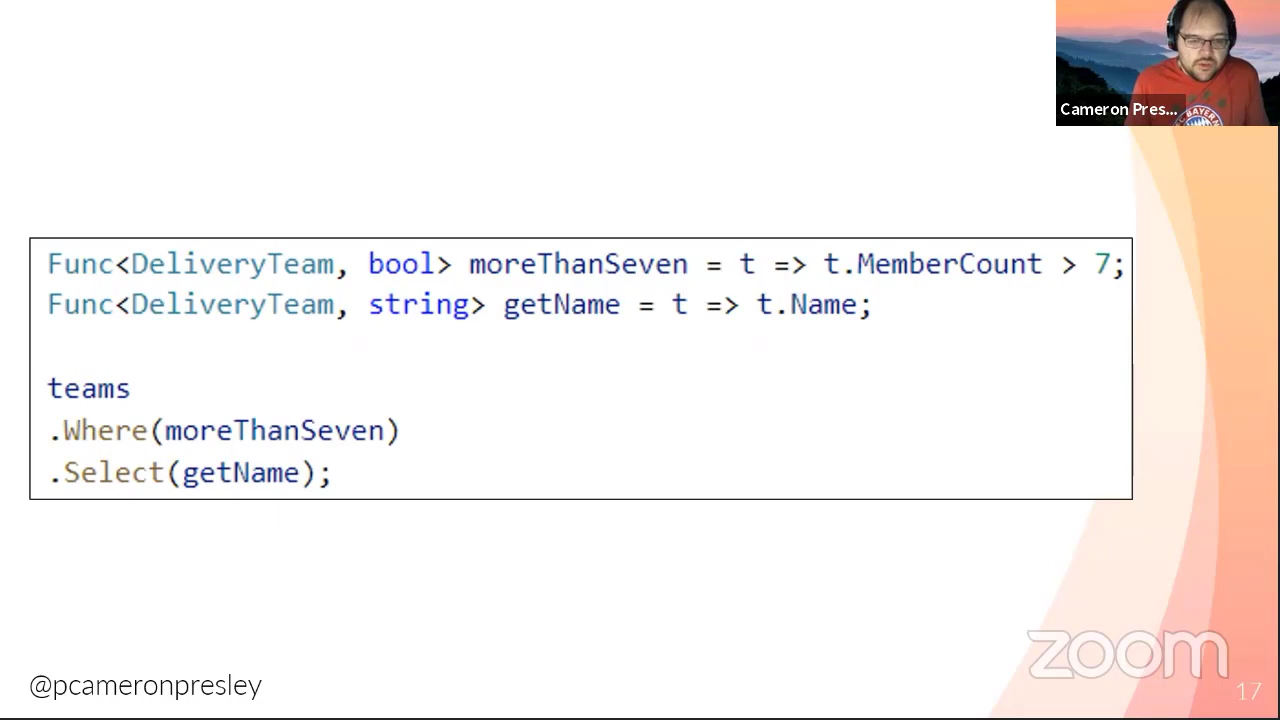 Cameron Pres...
BAYERN
Func<DeliveryTeam, bool> moreThanSeven = t => t.MemberCount > 7;
Func<DeliveryTeam, string> getName = t => t.Name;
teams
.Where(moreThanSeven)
.Select(getName);
zoom
@pcameronpresley
17